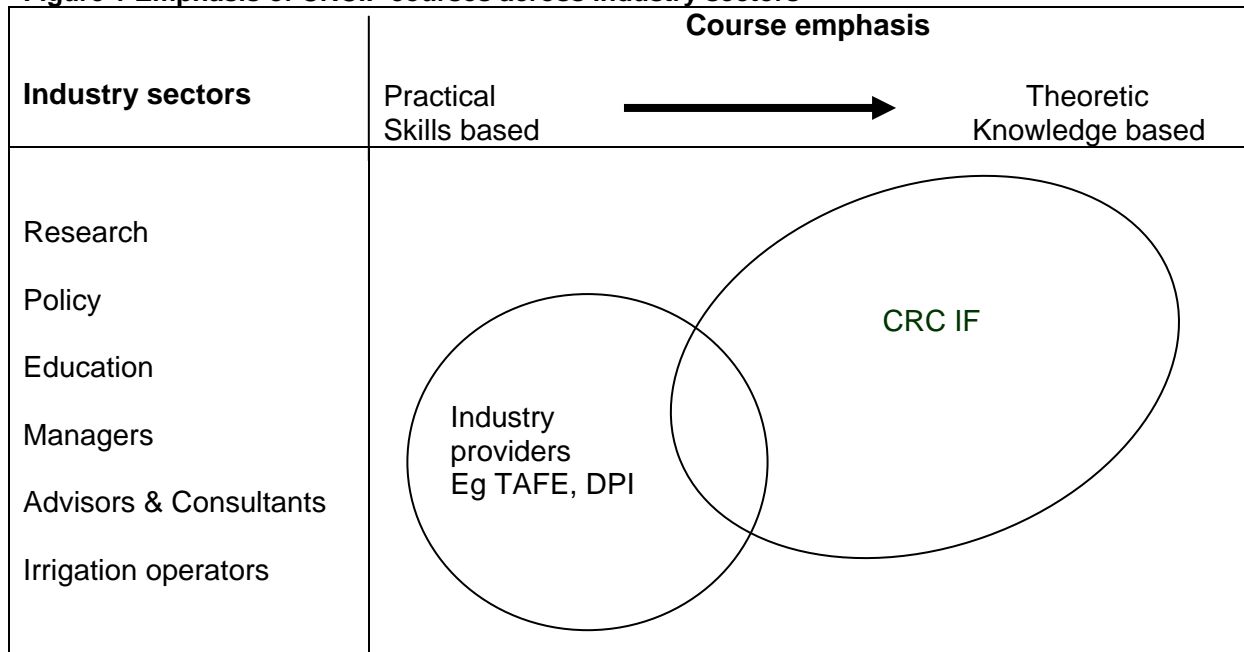 Course emphasis
Industry sectors
Practical
Skills based
Theoretic
Knowledge based
Research
Policy
Education
Managers
Advisors & Consultants
Irrigation operators
Industry
providers
Eg TAFE, DPI
CRC IF